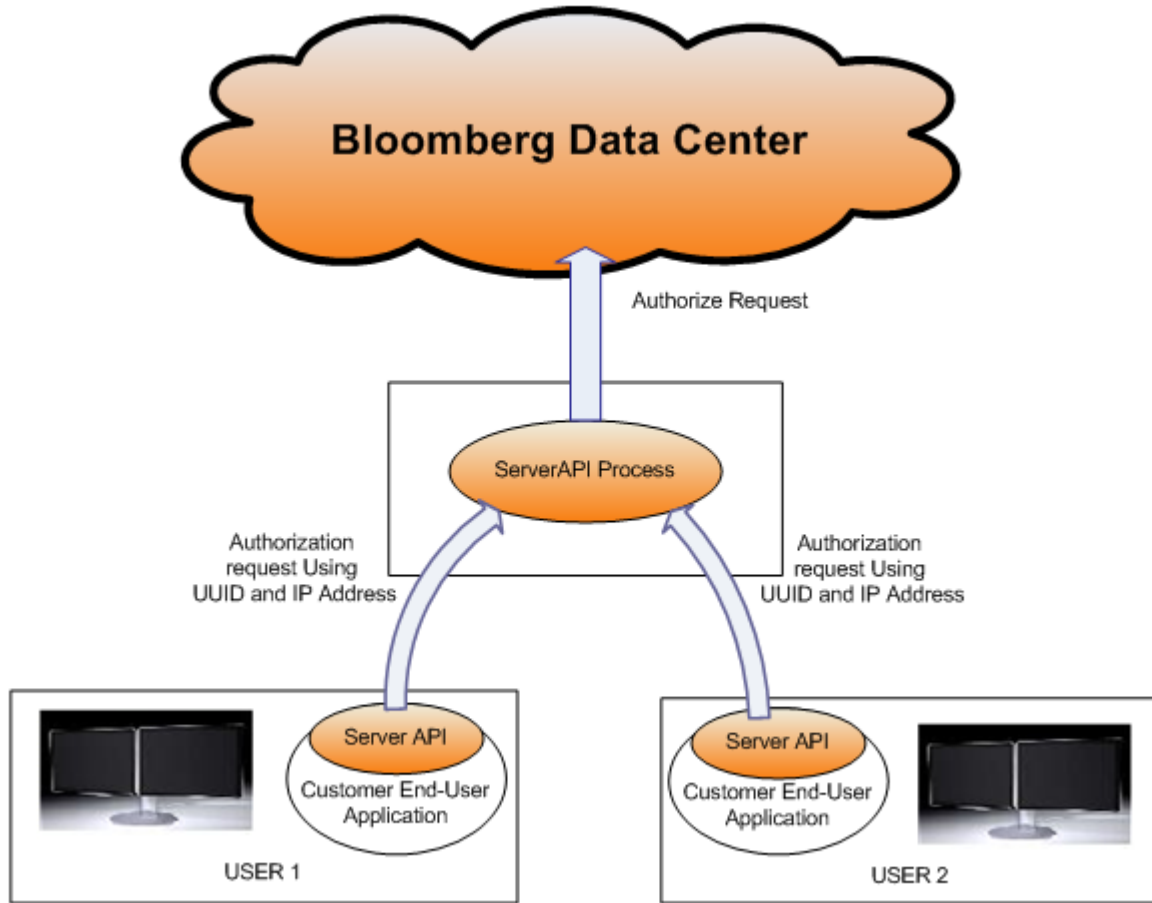 Bloomberg Data Center
Authorize Request
ServerAPI Process
Authorization
request Using
UUID and IP Address
Authorization
request Using
UUID and IP Address
Server API
Customer End-User
Application
USER 1
Server API
Customer End-User
Application
USER 2